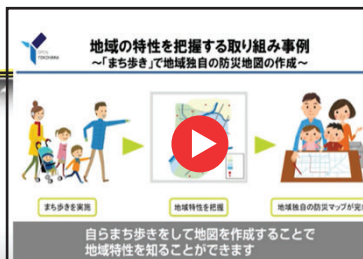 YOKOHAMA
地域の特性を把握する取り組み事例
～「まち歩き」で地域独自の防災地図の作成～
まち歩きを実施
地域特性を把握
地域独自の防災マップが完
自らまち歩きをして地図を作成することで
地域特性を知ることができます